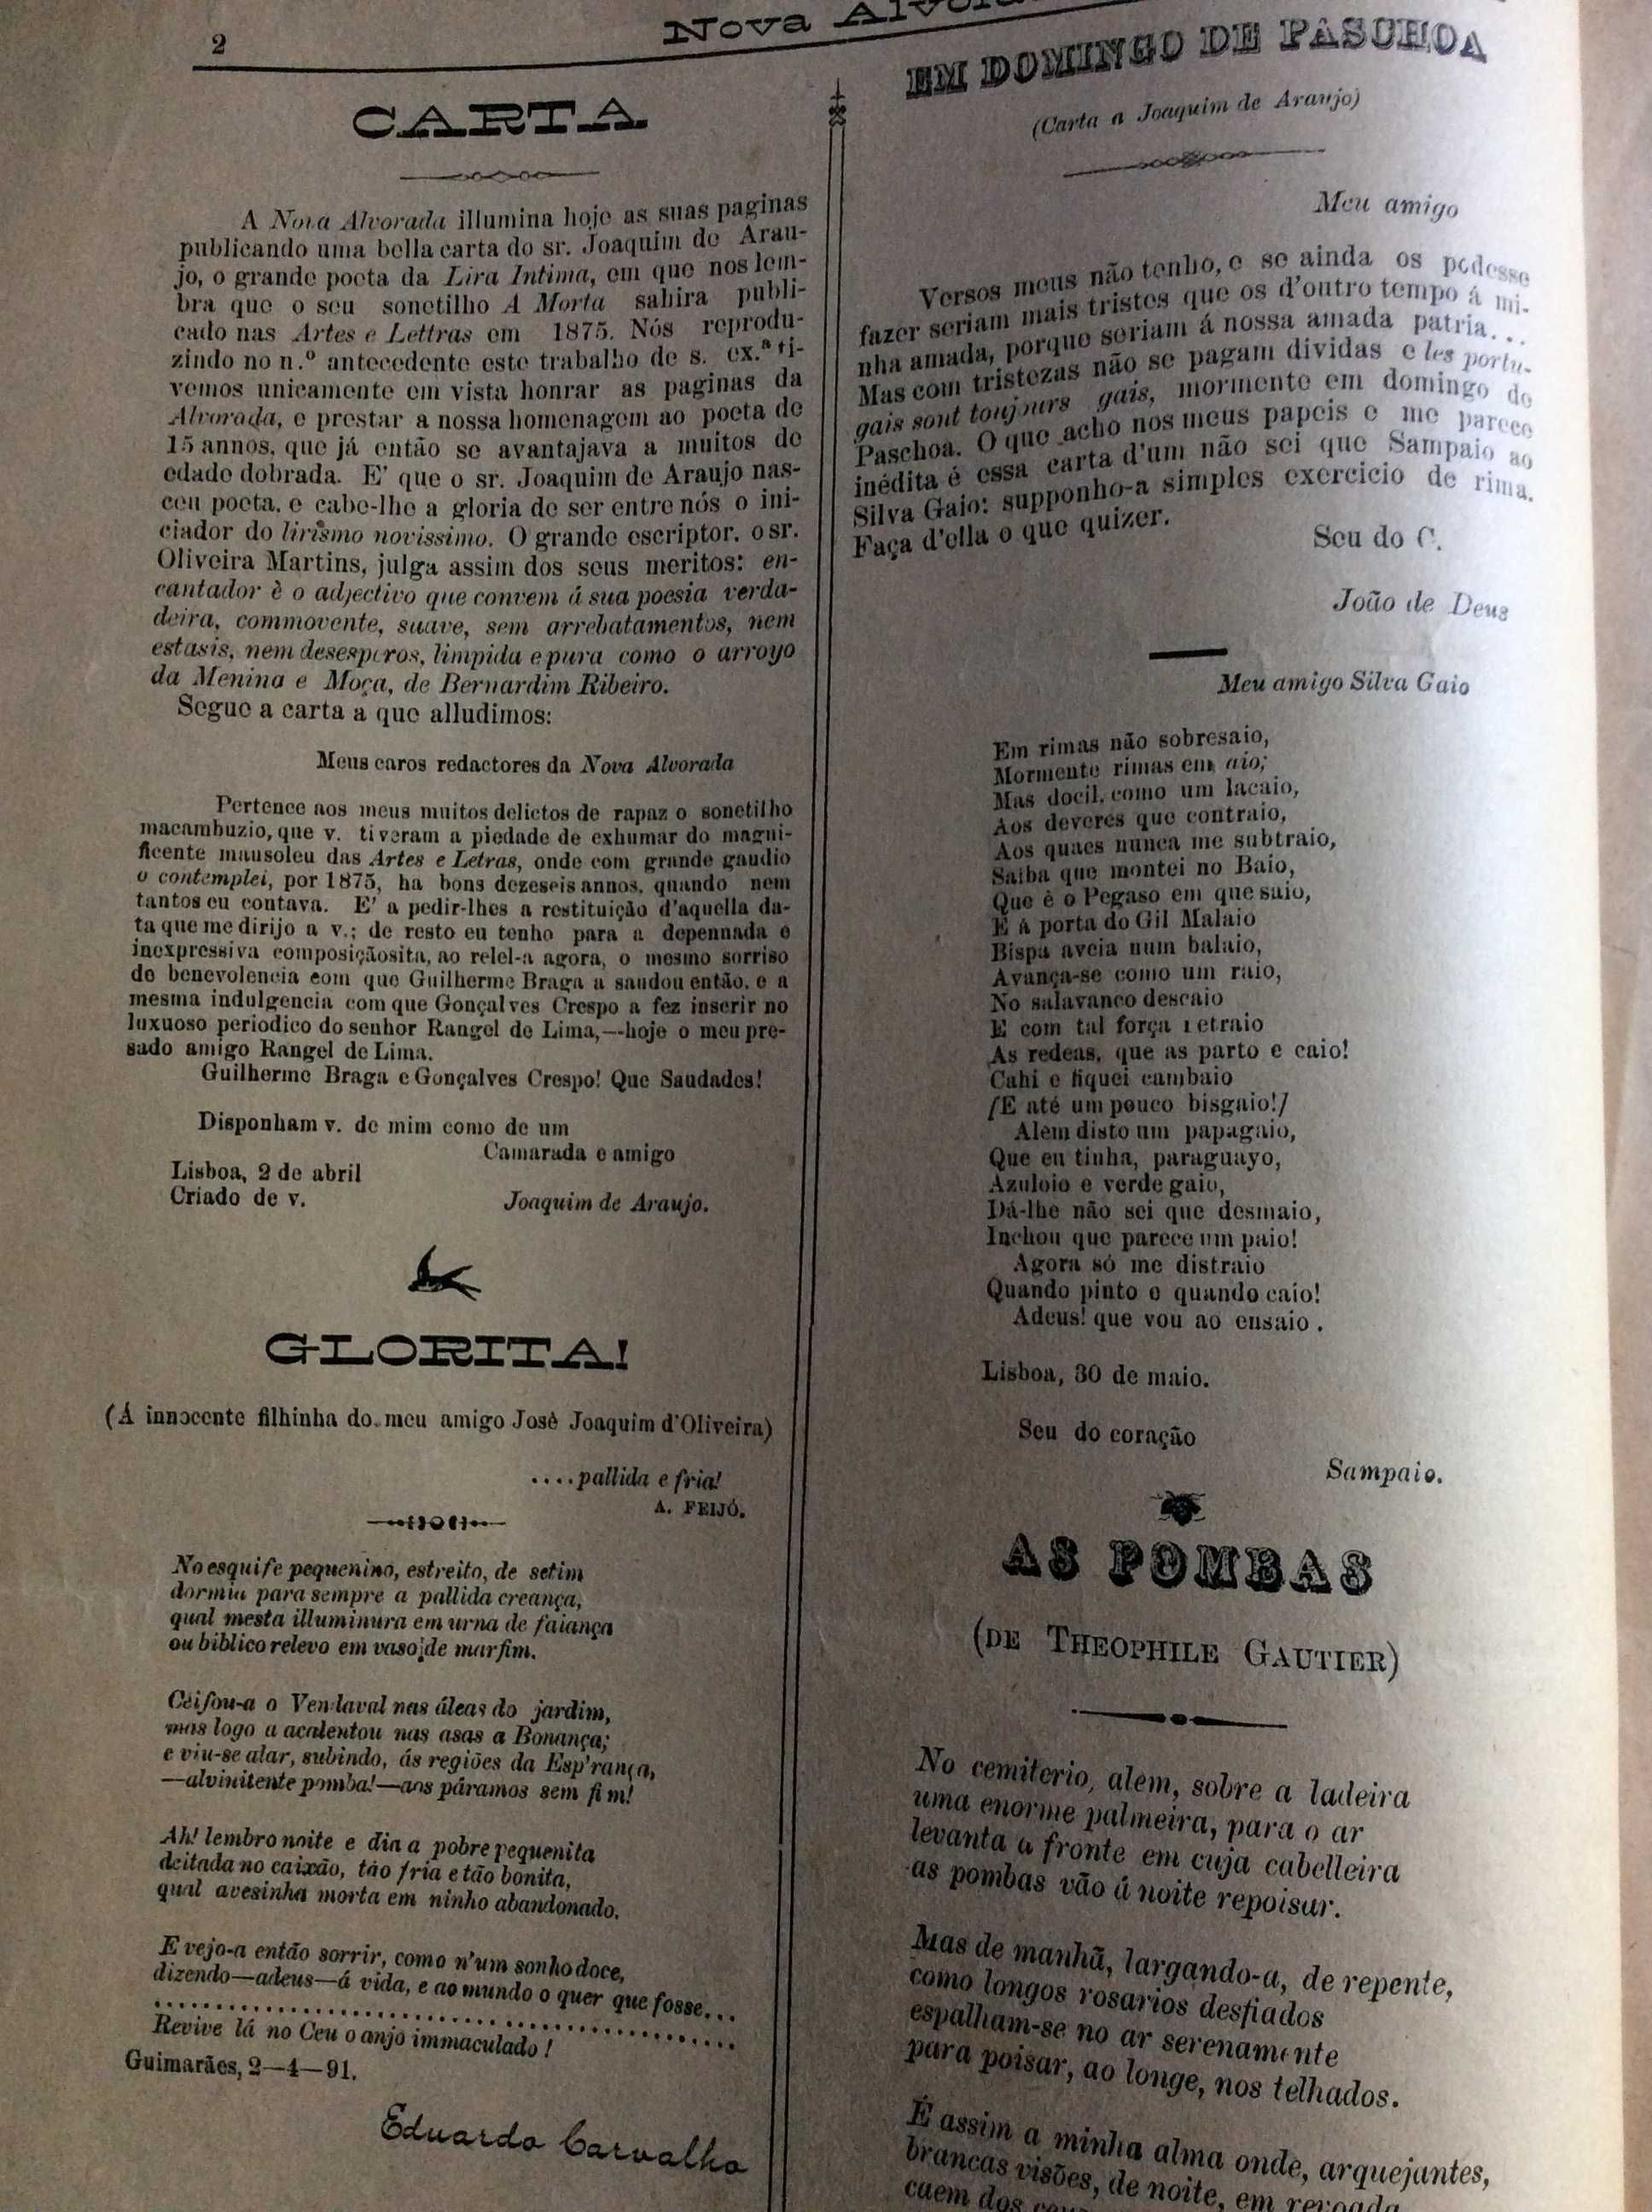 2
Nova
CARTA
A Nova Alvorada illumina hoje as suas paginas
publicando uma bella carta do sr. Joaquim de Arau-
jo, o grande poeta da Lira Intima, em que nos lem-
bra que o seu sonetilho A Morta sahira publi-
cado nas Artes e Lettras em 1875. Nós reprodu-
zindo no n.º antecedente este trabalho de s. ex.ª ti-
vemos unicamente em vista honrar as paginas da
Alvorada, e prestar a nossa homenagem ao poeta de
15 annos, que já então se avantajava a muitos de
edade dobrada. E' que o sr. Joaquim de Araujo nas-
ceu poeta, e cabe-lhe a gloria de ser entre nós o ini-
ciador do lirismo novissimo. O grande escriptor, o sr.
Oliveira Martins, julga assim dos seus meritos: en-
cantador è o adjectivo que convem á sua poesia verda-
deira, commovente, suave, sem arrebatamentos, nem
estasis, nem desesperos, limpida e pura como o arroyo
da Menina e Moça, de Bernardim Ribeiro.
Segue a carta a que alludimos:
Meus caros redactores da Nova Alvorada
Pertence aos meus muitos delictos de rapaz o sonetilho
macambuzio, que v. tiveram a piedade de exhumar do magni-
ficente mausoleu das Artes e Letras, onde com grande gaudio
o contemplei, por 1875, ha bons dezeseis annos, quando nem
tantos eu contava. E' a pedir-lhes a restituição d'aquella da-
ta que me dirijo a v.; de resto eu tenho para a depennada e
inexpressiva composiçãosita, ao relel-a agora, o mesmo sorriso
de benevolencia com que Guilherme Braga a saudou então, e a
mesma indulgencia com que Gonçalves Crespo a fez inserir no
luxuoso periodico do senhor Rangel de Lima,—hoje o meu pre-
sado amigo Rangel de Lima.
Guilherme Braga e Gonçalves Crespo! Que Saudades!
Disponham v. de mim como de um
Camarada e amigo
Lisboa, 2 de abril
Criado de v.
Joaquim de Araujo.
GLORITA!
(Á innocente filhinha do meu amigo Josè Joaquim d'Oliveira)
....pallida e fria!
A. FEIJÓ.
No esquife pequenino, estreito, de setim
dormia para sempre a pallida creança,
qual mesta illuminura em urna de faiança
ou biblico relevo em vaso de marfim.
Ceifou-a o Vendaval nas áleas do jardim,
mas logo a acalentou nas asas a Bonança;
e viu-se alar, subindo, ás regiões da Esp'rança,
—alvinitente pomba!—aos páramos sem fim!
Ah! lembro noite e dia a pobre pequenita
deitada no caixão, tão fria e tão bonita,
qual avesinha morta em ninho abandonado.
E vejo-a então sorrir, como n'um sonho doce,
dizendo—adeus—á vida, e ao mundo o quer que fosse...
................................................
Revive lá no Ceu o anjo immaculado!
Guimarães, 2—4—91.
Eduardo Carvalho
EM DOMINGO DE PASCHOA
(Carta a Joaquim de Araujo)
Meu amigo
Versos meus não tenho, e se ainda os podesse
fazer seriam mais tristes que os d'outro tempo á mi-
nha amada, porque seriam á nossa amada patria...
Mas com tristezas não se pagam dividas e les portu-
gais sont toujours gais, mormente em domingo de
Paschoa. O que acho nos meus papeis e me parece
inédita é essa carta d'um não sei que Sampaio ao
Silva Gaio: supponho-a simples exercicio de rima.
Faça d'ella o que quizer.
Seu do C.
João de Deus
Meu amigo Silva Gaio
Em rimas não sobresaio,
Mormente rimas em aio;
Mas docil, como um lacaio,
Aos deveres que contraio,
Aos quaes nunca me subtraio,
Saiba que montei no Baio,
Que è o Pegaso em que saio,
E á porta do Gil Malaio
Bispa aveia num balaio,
Avança-se como um raio,
No salavanco descaio
E com tal força retraio
As redeas, que as parto e caio!
Cahi e fiquei cambaio
[E até um pouco bisgaio!]
Alem disto um papagaio,
Que eu tinha, paraguayo,
Azuloio e verde gaio,
Dá-lhe não sei que desmaio,
Inchou que parece um paio!
Agora só me distraio
Quando pinto e quando caio!
Adeus! que vou ao ensaio.
Lisboa, 30 de maio.
Seu do coração
Sampaio.
AS POMBAS
(DE THEOPHILE GAUTIER)
No cemiterio, alem, sobre a ladeira
uma enorme palmeira, para o ar
levanta a fronte em cuja cabelleira
as pombas vão á noite repoisar.
Mas de manhã, largando-a, de repente,
como longos rosarios desfiados
espalham-se no ar serenamente
para poisar, ao longe, nos telhados.
É assim a minha alma onde, arquejantes,
brancas visões, de noite, em revoada
caem dos